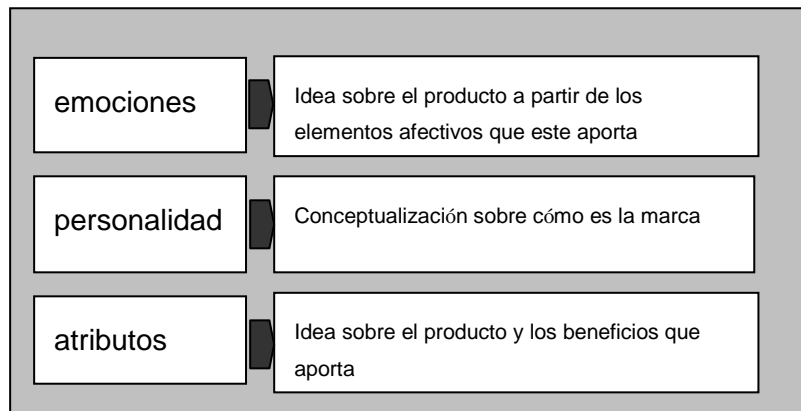 emociones
Idea sobre el producto a partir de los
elementos afectivos que este aporta
personalidad
Conceptualización sobre cómo es la marca
atributos
Idea sobre el producto y los beneficios que
aporta